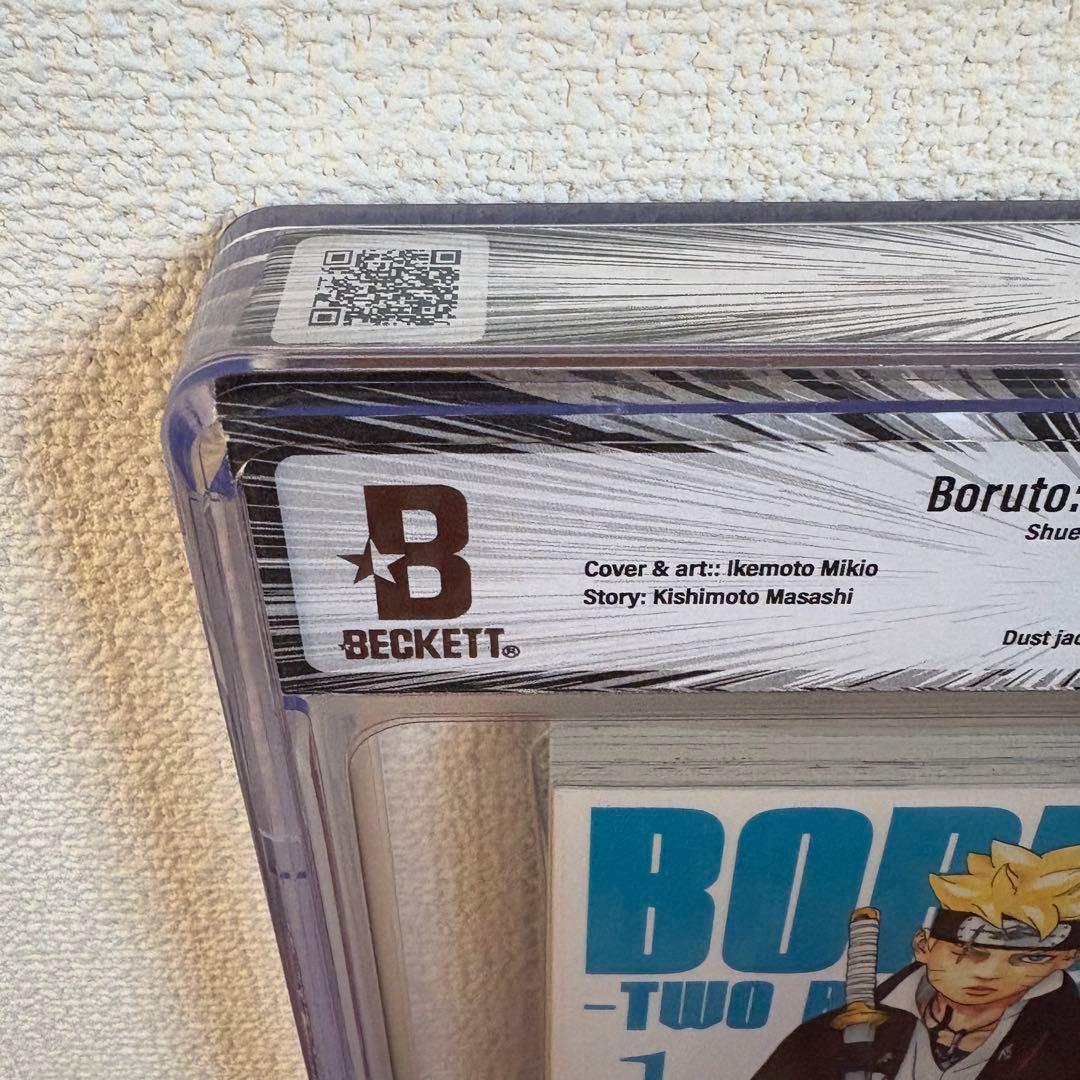 B
BECKETT®
Boruto:
Shue
Cover & art:: Ikemoto Mikio
Story: Kishimoto Masashi
Dust jac
BOR
-TWO
1